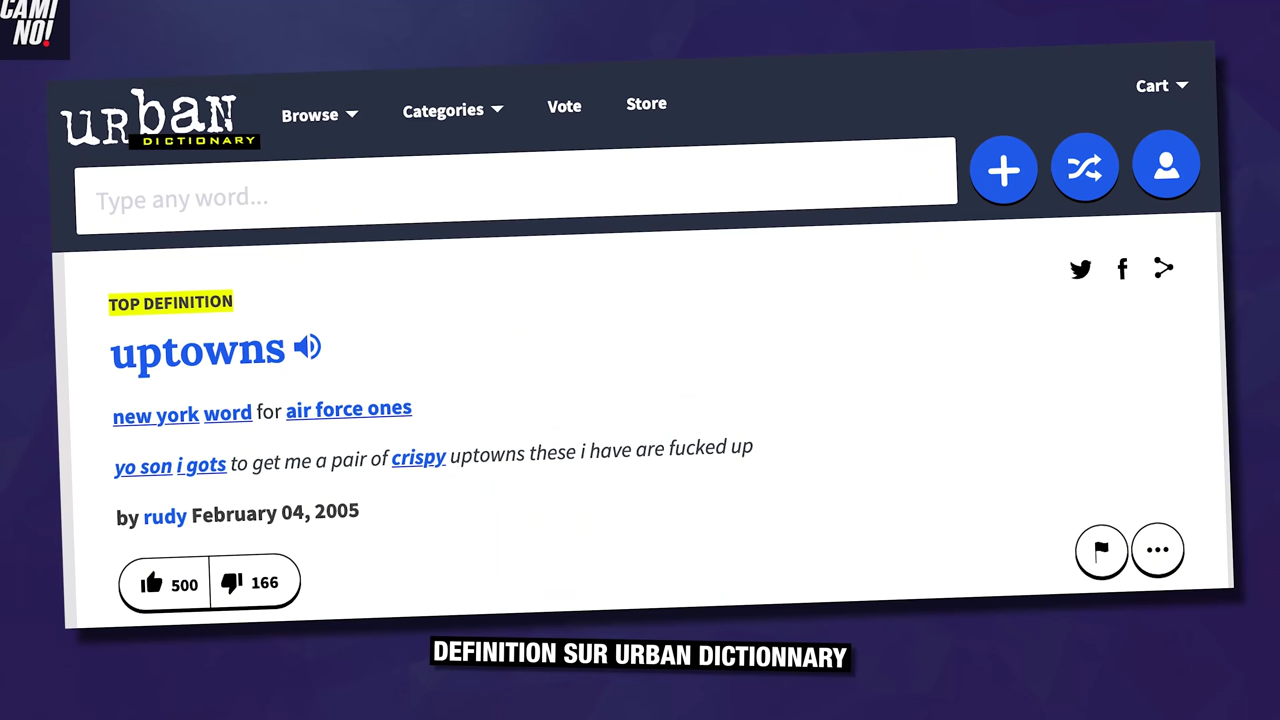 CAMI
NO!
urban
DICTIONARY
Browse Categories Vote Store
Cart
Type any word...
TOP DEFINITION
uptowns
new york word for air force ones
yo son i gots to get me a pair of crispy uptowns these i have are fucked up
by rudy February 04, 2005
500 166
DEFINITION SUR URBAN DICTIONNARY